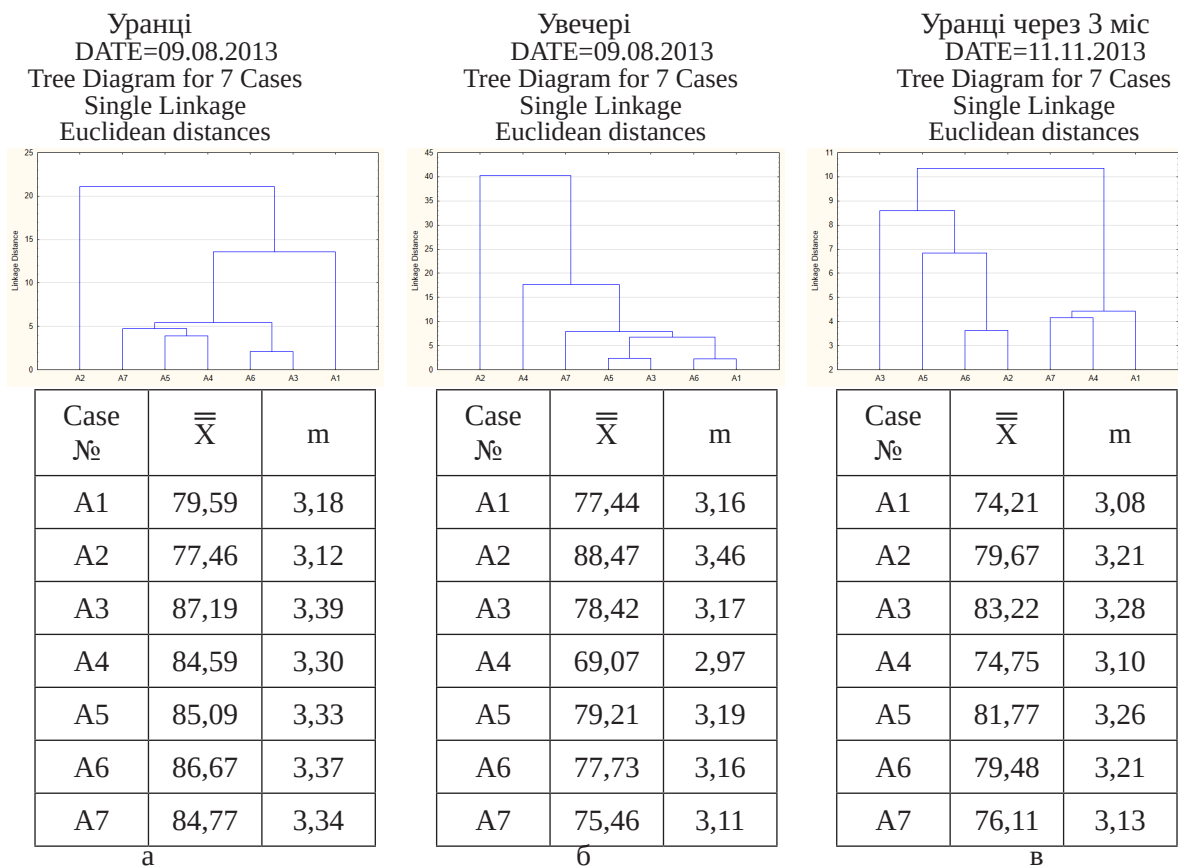 Уранці
DATE=09.08.2013
Tree Diagram for 7 Cases
Single Linkage
Euclidean distances
25
20
15
10
5
0
Linkage Distance
A2 A7 A5 A4 A6 A3 A1
Case № X m
A1 79,59 3,18
A2 77,46 3,12
A3 87,19 3,39
A4 84,59 3,30
A5 85,09 3,33
A6 86,67 3,37
A7 84,77 3,34
а
Увечері
DATE=09.08.2013
Tree Diagram for 7 Cases
Single Linkage
Euclidean distances
45
40
35
30
25
20
15
10
5
0
Linkage Distance
A2 A4 A7 A5 A3 A6 A1
Case № X m
A1 77,44 3,16
A2 88,47 3,46
A3 78,42 3,17
A4 69,07 2,97
A5 79,21 3,19
A6 77,73 3,16
A7 75,46 3,11
б
Уранці через 3 міс
DATE=11.11.2013
Tree Diagram for 7 Cases
Single Linkage
Euclidean distances
11
10
9
8
7
6
5
4
3
2
Linkage Distance
A3 A5 A6 A2 A7 A4 A1
Case № X m
A1 74,21 3,08
A2 79,67 3,21
A3 83,22 3,28
A4 74,75 3,10
A5 81,77 3,26
A6 79,48 3,21
A7 76,11 3,13
в